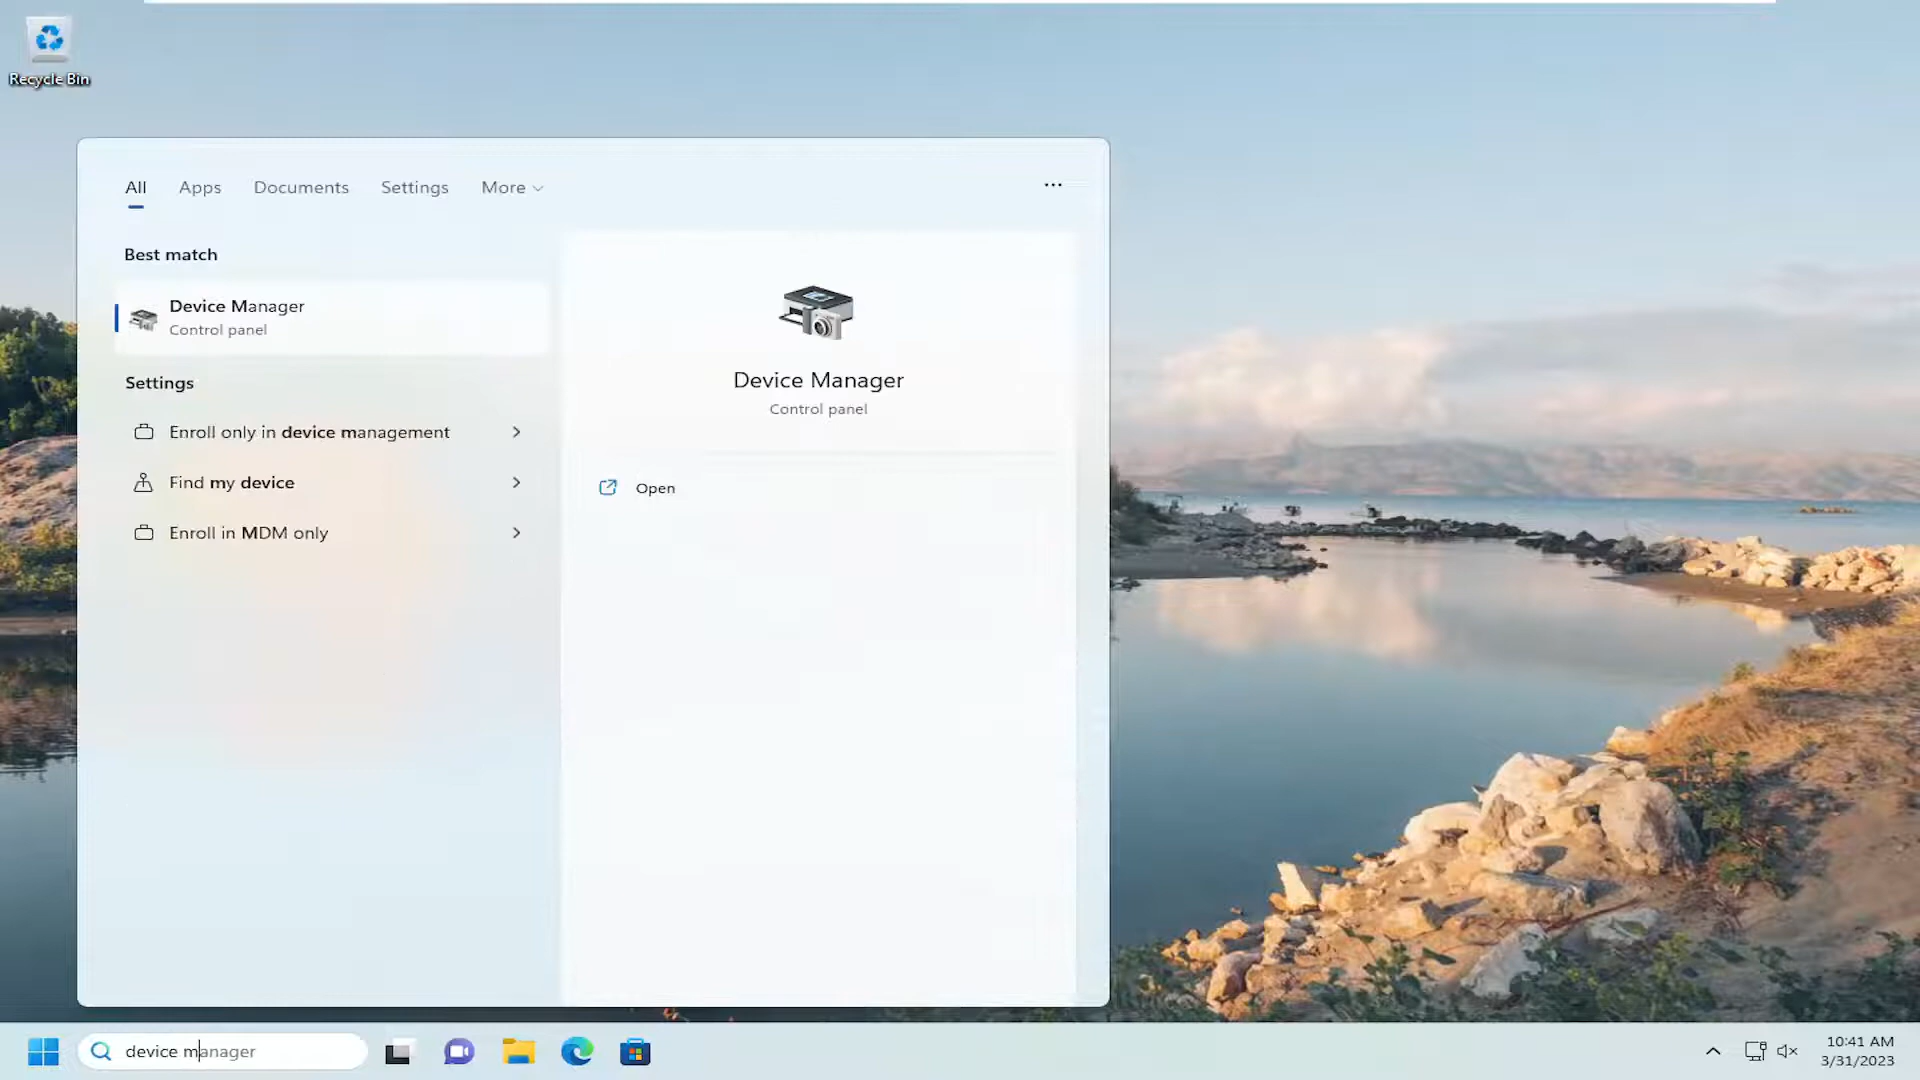 Recycle Bin
All Apps Documents Settings More
Best match
Device Manager
Control panel
Settings
Enroll only in device management
Find my device
Enroll in MDM only
Device Manager
Control panel
Open
device manager
10:41 AM
3/31/2023